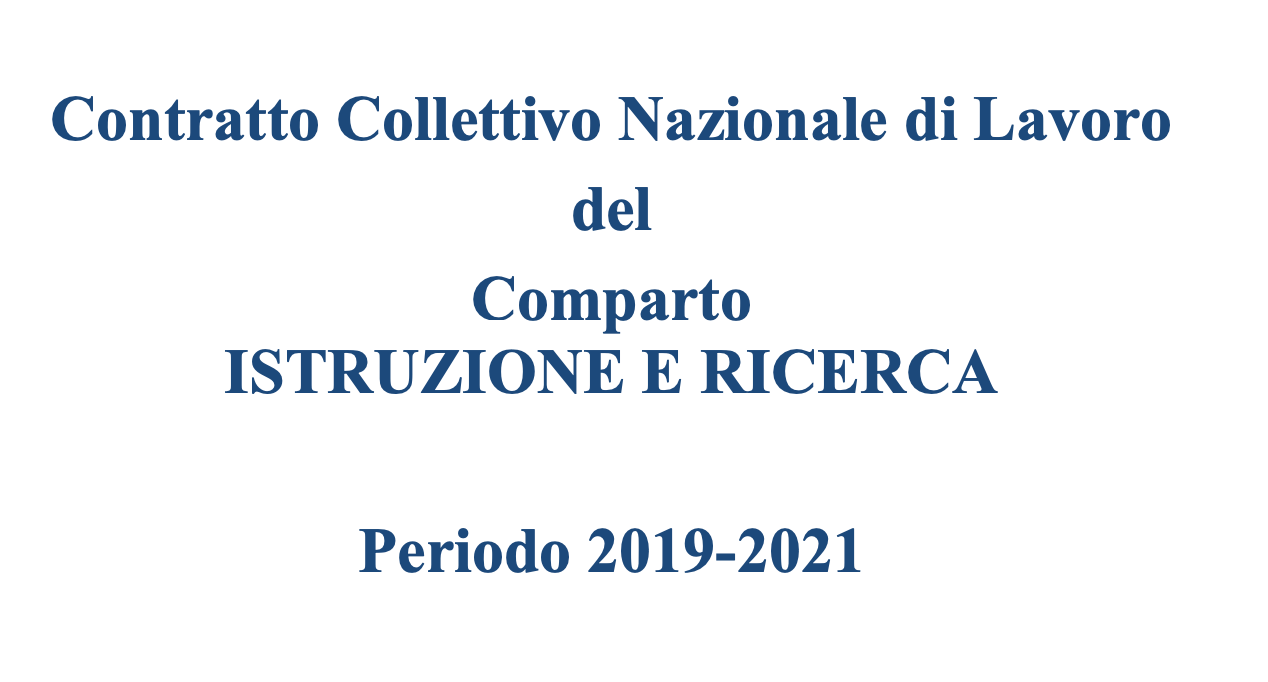 Contratto Collettivo Nazionale di Lavoro
del
Comparto
ISTRUZIONE E RICERCA
Periodo 2019-2021